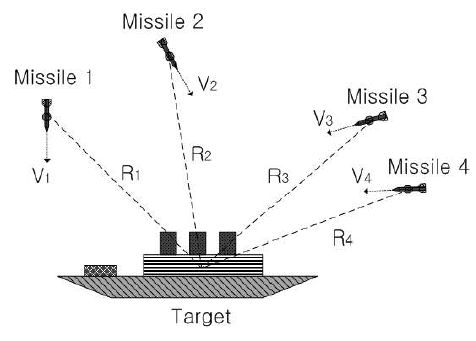 Missile 2
Missile 1
V2
Missile 3
V3
R2
Missile 4
V1
R1
R3
V4
R4
Target